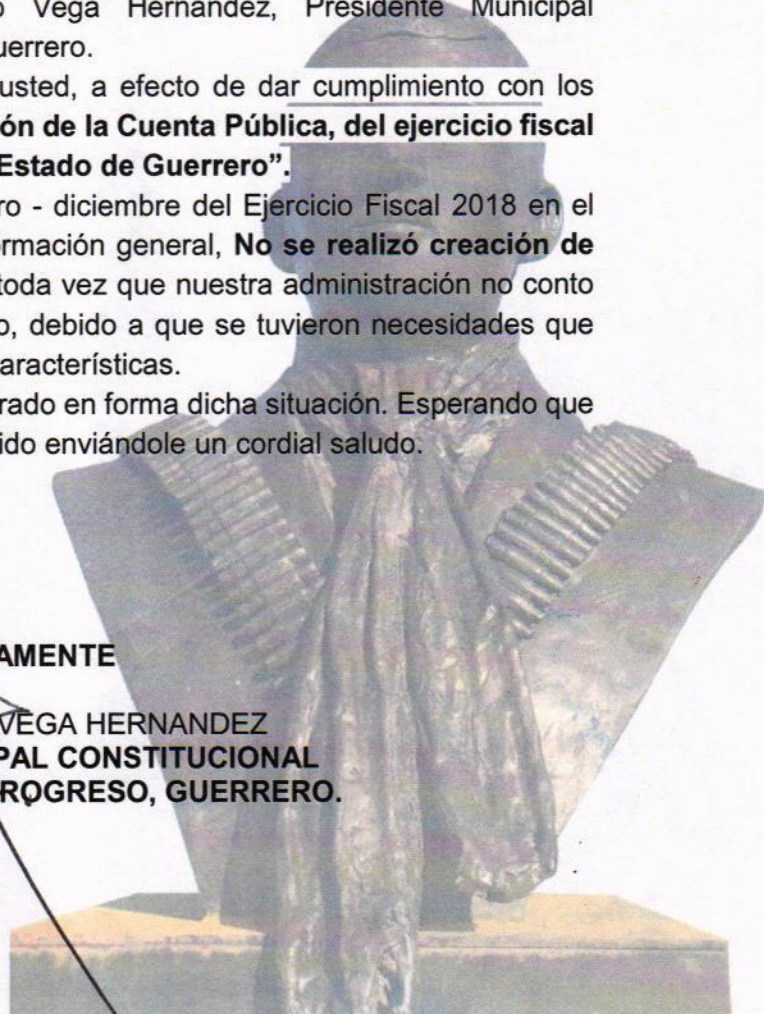 Vega Hernández, Presidente Municipal
uerrero.
usted, a efecto de dar cumplimiento con los
ón de la Cuenta Pública, del ejercicio fiscal
Estado de Guerrero”.
ro - diciembre del Ejercicio Fiscal 2018 en el
ormación general, No se realizó creación de
toda vez que nuestra administración no conto
o, debido a que se tuvieron necesidades que
aracterísticas.
rado en forma dicha situación. Esperando que
ido enviándole un cordial saludo.
AMENTE
VEGA HERNANDEZ
PAL CONSTITUCIONAL
ROGRESO, GUERRERO.